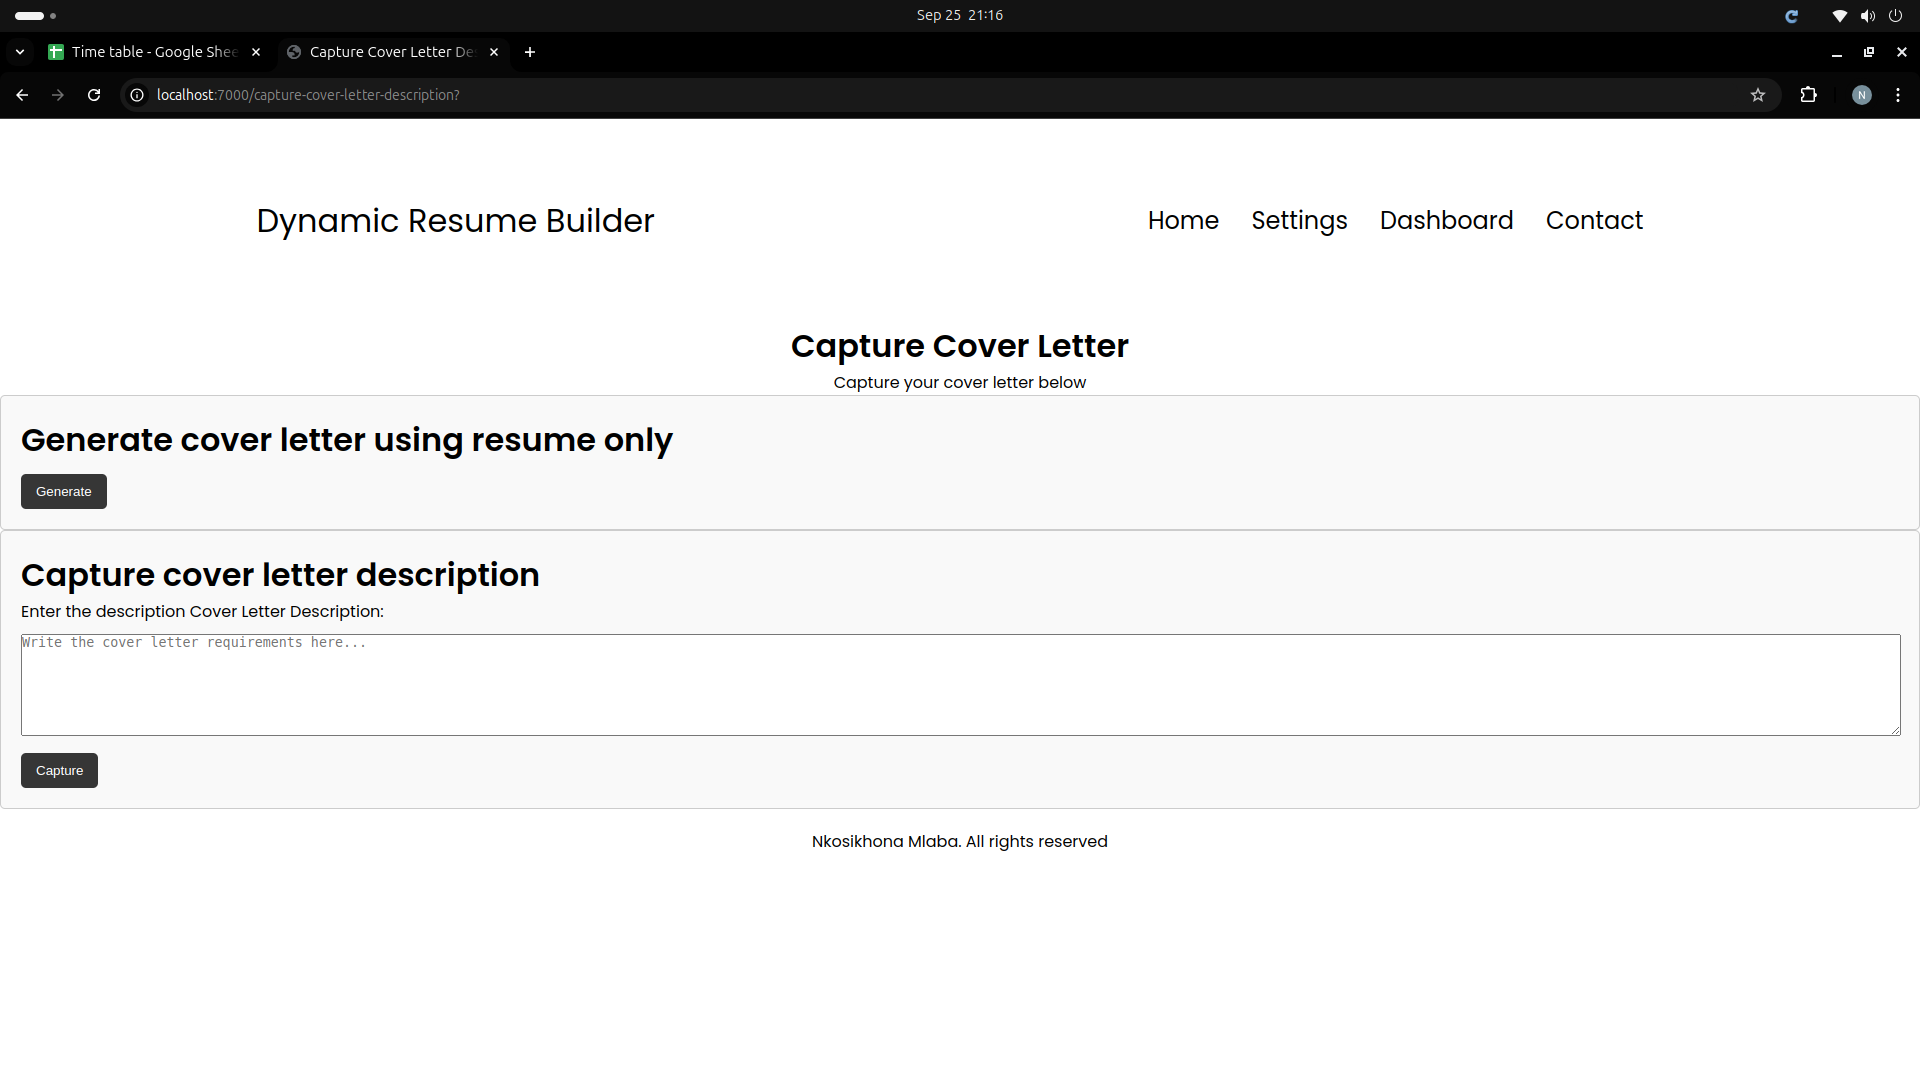 Sep 25 21:16
Time table - Google Shee
Capture Cover Letter De
localhost:7000/capture-cover-letter-description?
N
Dynamic Resume Builder
Home Settings Dashboard Contact
Capture Cover Letter
Capture your cover letter below
Generate cover letter using resume only
Generate
Capture cover letter description
Enter the description Cover Letter Description:
Write the cover letter requirements here...
Capture
Nkosikhona Mlaba. All rights reserved